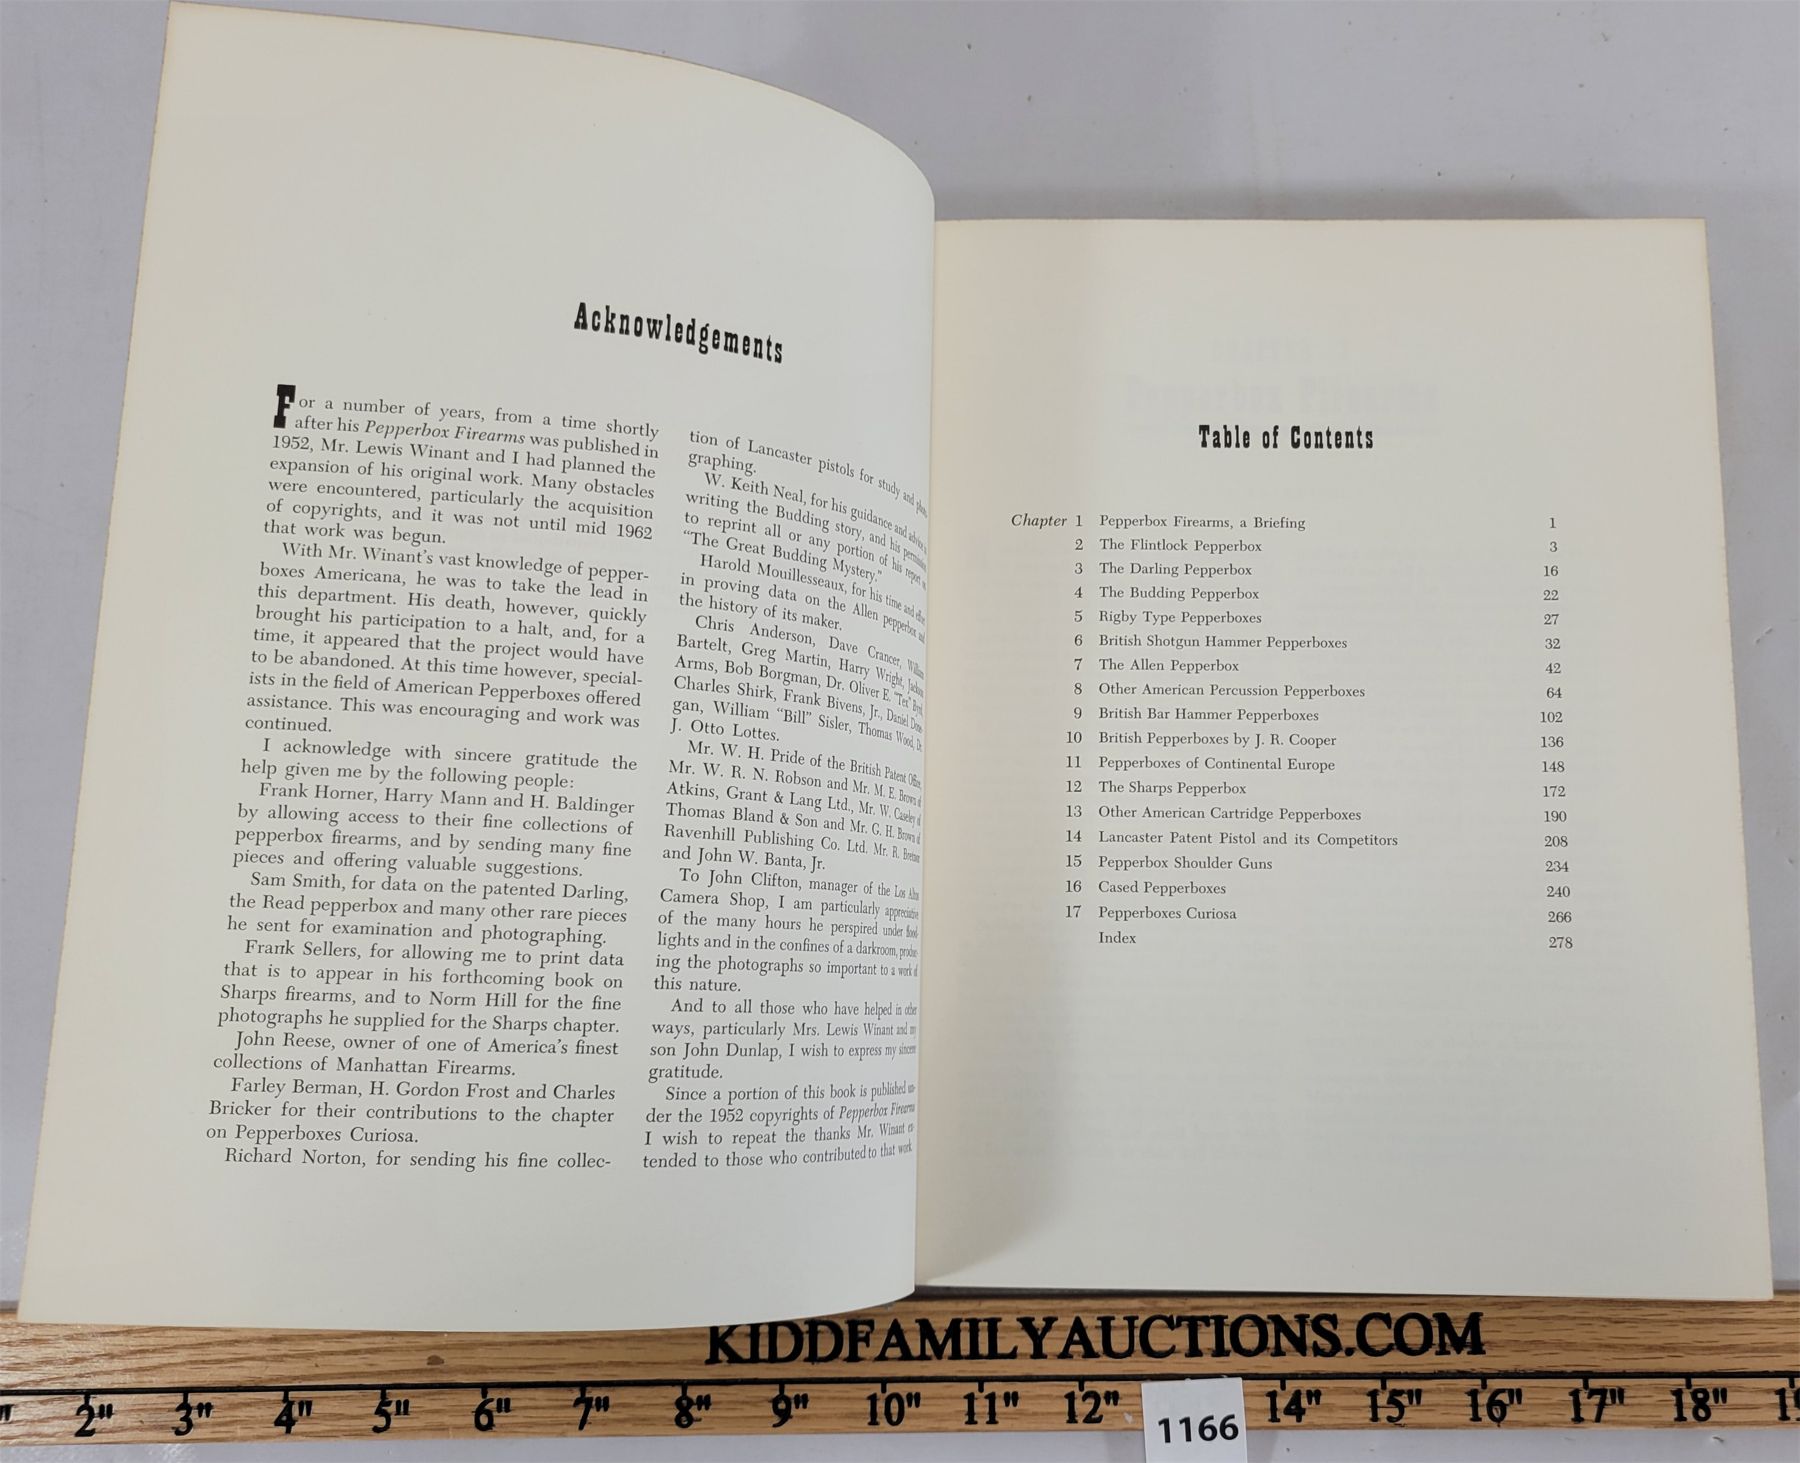 Acknowledgements
For a number of years, from a time shortly
after his Pepperbox Firearms was published in
1952, Mr. Lewis Winant and I had planned the
expansion of his original work. Many obstacles
were encountered, particularly the acquisition
of copyrights, and it was not until mid 1962
that work was begun.
With Mr. Winant's vast knowledge of pepper-
boxes Americana, he was to take the lead in
this department. His death, however, quickly
brought his participation to a halt, and, for a
time, it appeared that the project would have
to be abandoned. At this time however, special-
ists in the field of American Pepperboxes offered
assistance. This was encouraging and work was
continued.
I acknowledge with sincere gratitude the
help given me by the following people:
Frank Horner, Harry Mann and H. Baldinger
by allowing access to their fine collections of
pepperbox firearms, and by sending many fine
pieces and offering valuable suggestions.
Sam Smith, for data on the patented Darling,
the Read pepperbox and many other rare pieces
he sent for examination and photographing.
Frank Sellers, for allowing me to print data
that is to appear in his forthcoming book on
Sharps firearms, and to Norm Hill for the fine
photographs he supplied for the Sharps chapter.
John Reese, owner of one of America's finest
collections of Manhattan Firearms.
Farley Berman, H. Gordon Frost and Charles
Bricker for their contributions to the chapter
on Pepperboxes Curiosa.
Richard Norton, for sending his fine collec-
tion of Lancaster pistols for study and photo-
graphing.
W. Keith Neal, for his guidance and advice in
writing the Budding story, and his permission
to reprint all or any portion of his report on
"The Great Budding Mystery."
Harold Mouillesseaux, for his time and effort
in proving data on the Allen pepperbox and
the history of its maker.
Chris Anderson, Dave Crancer, William
Bartelt, Greg Martin, Harry Wright, Jackson
Arms, Bob Borgman, Dr. Oliver E. "Tex" Byrd,
Charles Shirk, Frank Bivens, Jr., Daniel
gan, William "Bill" Sisler, Thomas Wood, Dr.
J. Otto Lottes.
Mr. W. H. Pride of the British Patent Office,
Mr. W. R. N. Robson and Mr. M. E. Brown of
Atkins, Grant & Lang Ltd., Mr. W. Caseley of
Thomas Bland & Son and Mr. G. H. Brown of
Ravenhill Publishing Co. Ltd. Mr. R.
and John W. Banta, Jr.
To John Clifton, manager of the Los Altos
Camera Shop, I am particularly appreciative
of the many hours he perspired under flood-
lights and in the confines of a darkroom, produc-
ing the photographs so important to a work of
this nature.
And to all those who have helped in other
ways, particularly Mrs. Lewis Winant and my
son John Dunlap, I wish to express my sincere
gratitude.
Since a portion of this book is published un-
der the 1952 copyrights of Pepperbox Firearms
I wish to repeat the thanks Mr. Winant ex-
tended to those who contributed to that work
Table of Contents
Chapter 1 Pepperbox Firearms, a Briefing 1
2 The Flintlock Pepperbox 3
3 The Darling Pepperbox 16
4 The Budding Pepperbox 22
5 Rigby Type Pepperboxes 27
6 British Shotgun Hammer Pepperboxes 32
7 The Allen Pepperbox 42
8 Other American Percussion Pepperboxes 64
9 British Bar Hammer Pepperboxes 102
10 British Pepperboxes by J. R. Cooper 136
11 Pepperboxes of Continental Europe 148
12 The Sharps Pepperbox 172
13 Other American Cartridge Pepperboxes 190
14 Lancaster Patent Pistol and its Competitors 208
15 Pepperbox Shoulder Guns 234
16 Cased Pepperboxes 240
17 Pepperboxes Curiosa 266
Index 278
KIDDFAMILYAUCTIONS.COM
2" 3" 4" 5" 6" 7" 8" 9" 10" 11" 12" 14" 15" 16" 17" 18"
1166